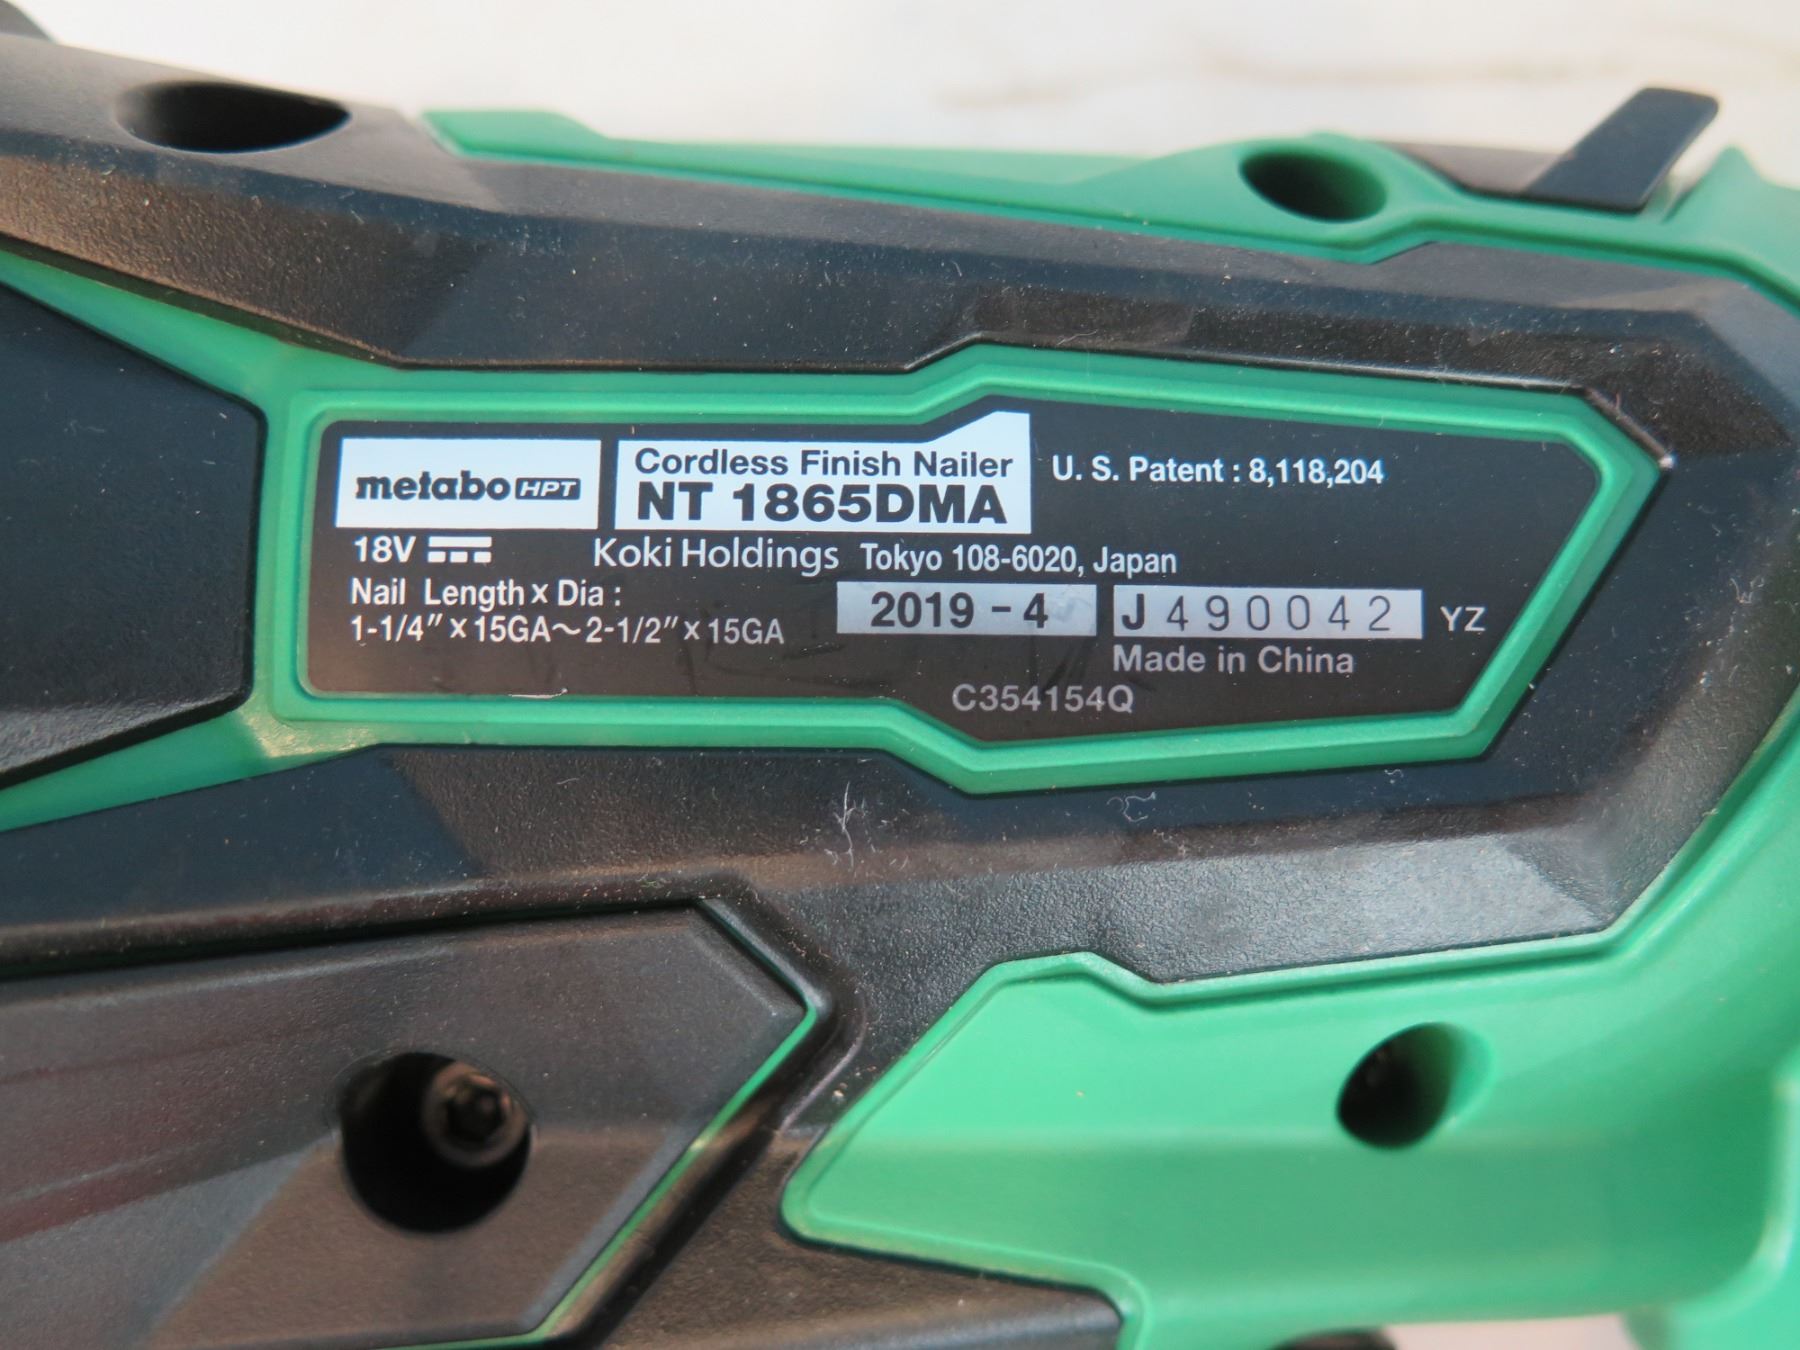 metabo HPT
Cordless Finish Nailer
NT 1865DMA
U. S. Patent : 8,118,204
18V
Koki Holdings Tokyo 108-6020, Japan
Nail Length x Dia :
1-1/4” x 15GA～2-1/2” x 15GA
2019 - 4
J 490042 YZ
Made in China
C354154Q